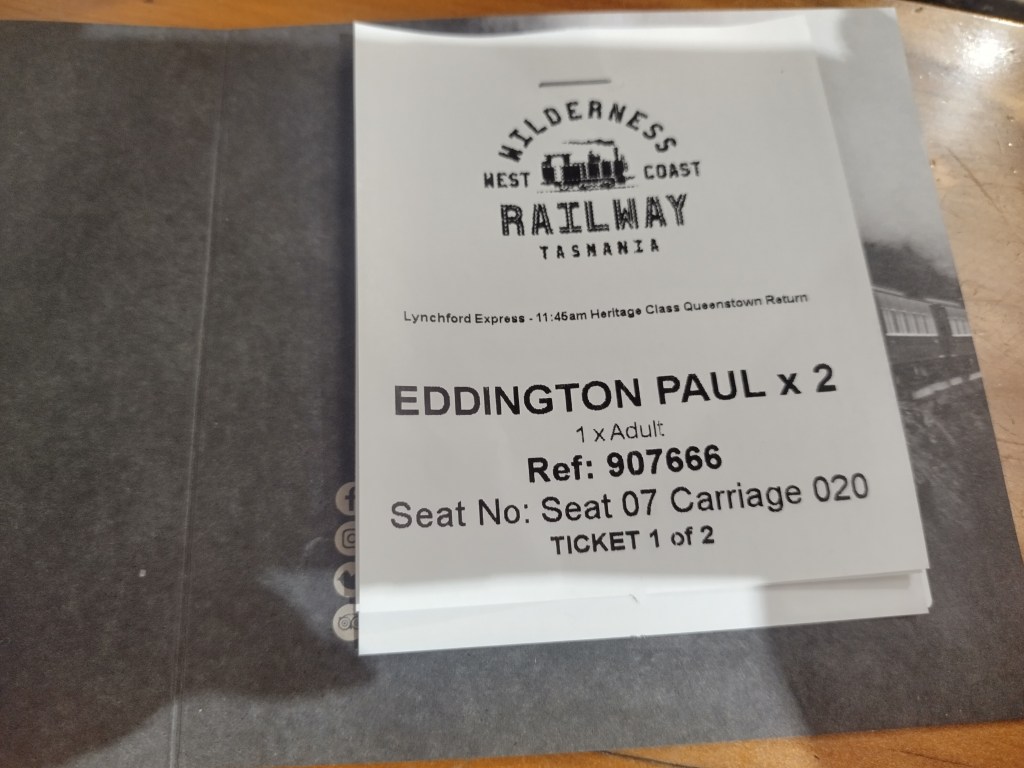 WILDERNESS
WEST COAST
RAILWAY
TASMANIA
Lynchford Express - 11:45am Heritage Class Queenstown Return
EDDINGTON PAUL x 2
1 x Adult
Ref: 907666
Seat No: Seat 07 Carriage 020
TICKET 1 of 2